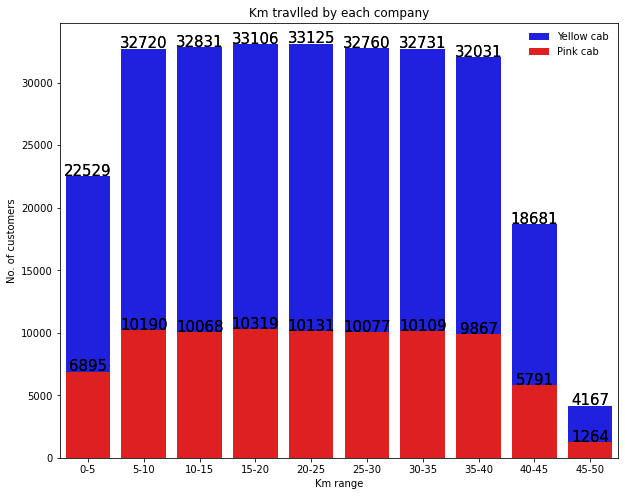 Km travlled by each company
Yellow cab
Pink cab
22529 32720 32831 33106 33125 32760 32731 32031 18681 4167
6895 10190 10068 10319 10131 10077 10109 9867 5791 1264
No. of customers
30000
25000
20000
15000
10000
5000
0
0-5 5-10 10-15 15-20 20-25 25-30 30-35 35-40 40-45 45-50
Km range